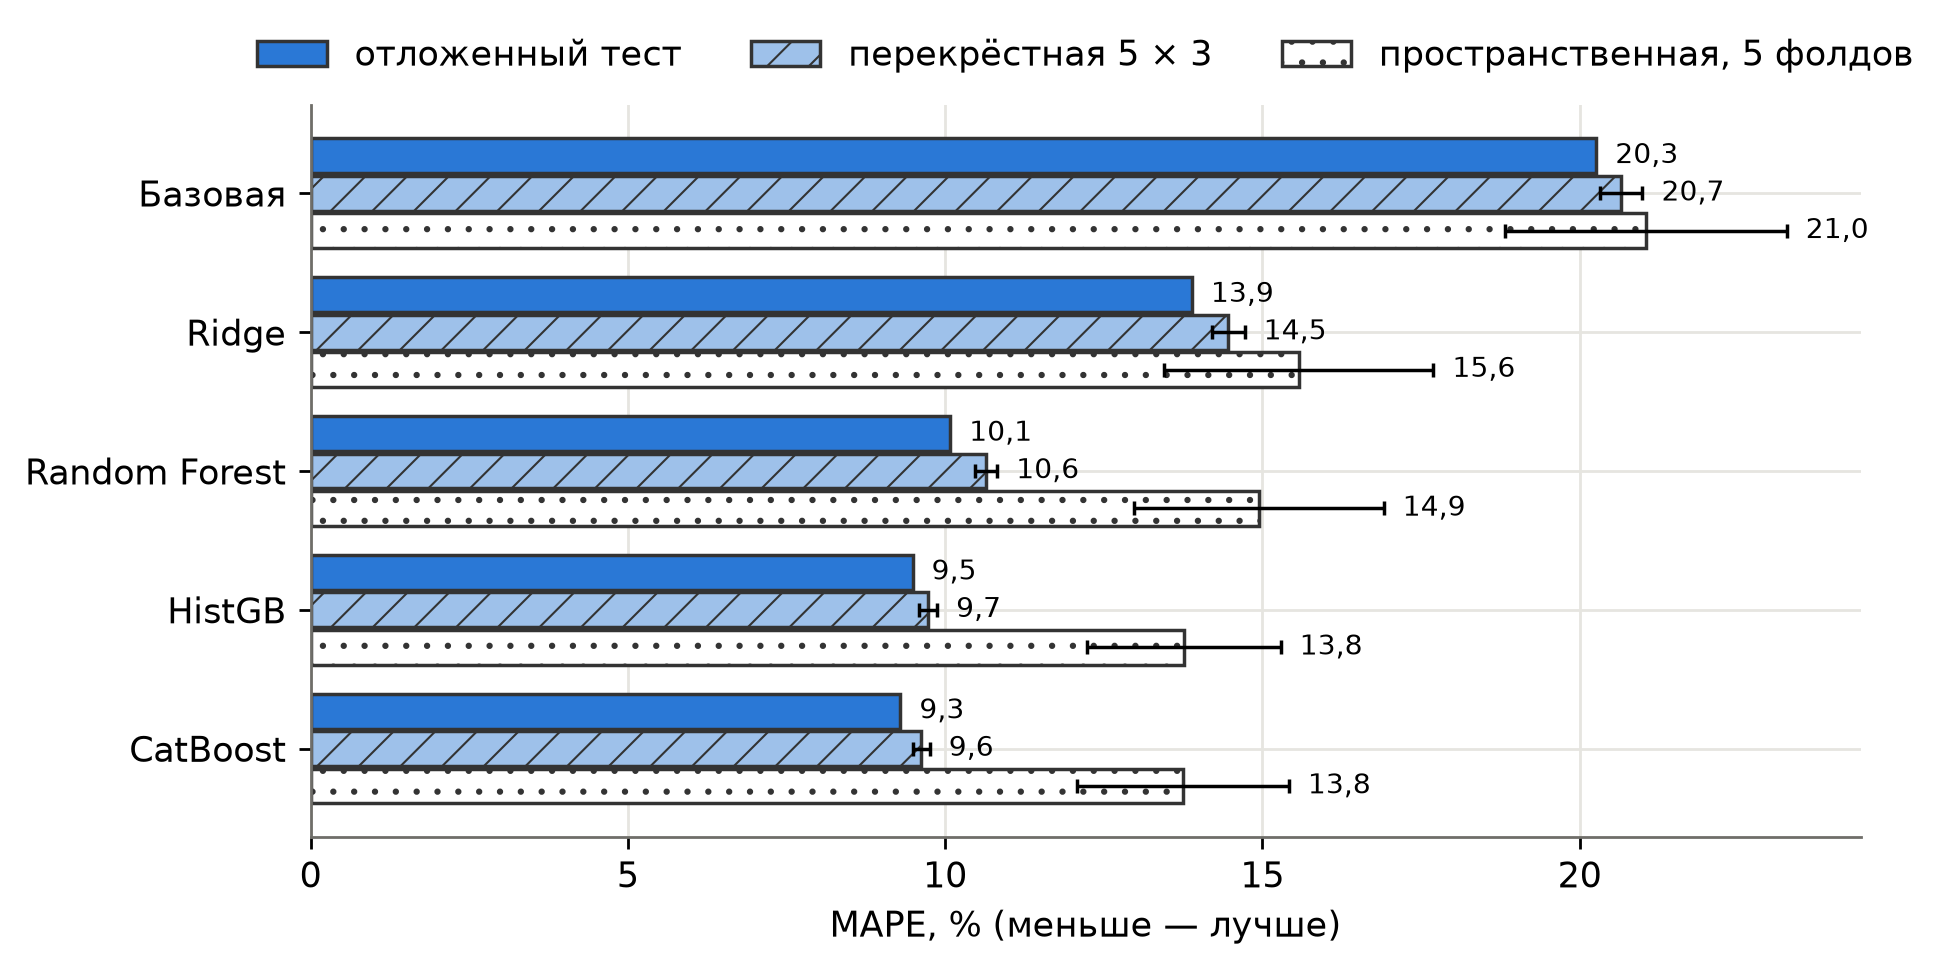 отложенный тест перекрёстная 5 × 3 пространственная, 5 фолдов
20,3
Базовая 20,7
21,0
13,9
Ridge 14,5
15,6
10,1
Random Forest 10,6
14,9
9,5
HistGB 9,7
13,8
9,3
CatBoost 9,6
13,8
0 5 10 15 20
MAPE, % (меньше — лучше)